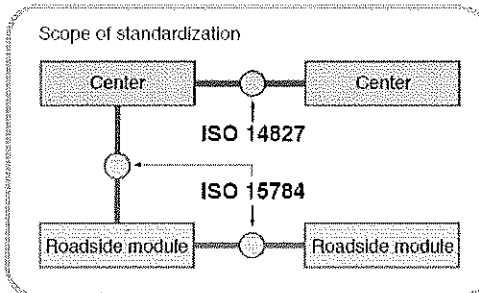 Scope of standardization
Center Center
ISO 14827
ISO 15784
Roadside module Roadside module